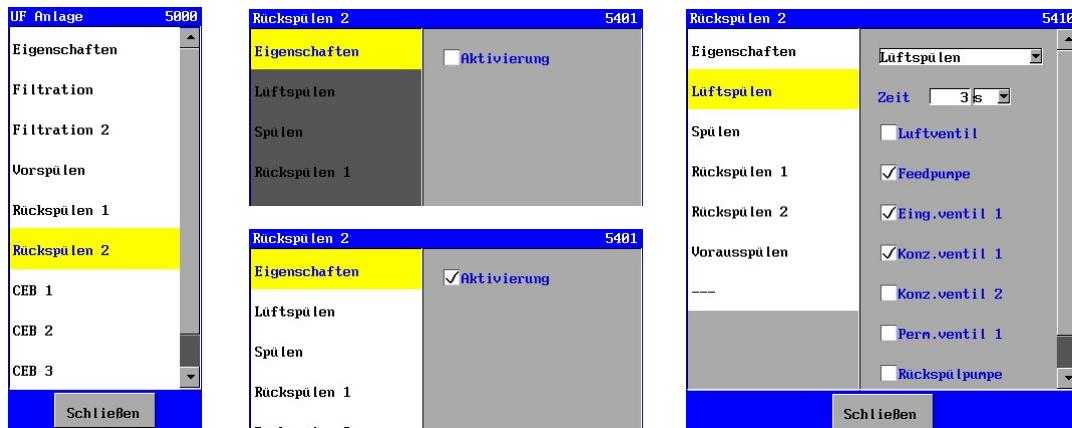 UF Anlage 5000
Eigenschaften
Filtration
Filtration 2
Vorspülen
Rückspülen 1
Rückspülen 2
CEB 1
CEB 2
CEB 3
Schließen
Rückspülen 2 5401
Eigenschaften
Aktivierung
Lüftspülen
Spülen
Rückspülen 1
Rückspülen 2 5401
Eigenschaften
Aktivierung
Lüftspülen
Spülen
Rückspülen 1
Rückspülen 2 5410
Eigenschaften
Lüftspülen
Spülen
Rückspülen 1
Rückspülen 2
Vorausspülen
---
Lüftspülen
Zeit 3 s
Luftventil
Feedpumpe
Eing.ventil 1
Konz.ventil 1
Konz.ventil 2
Perm.ventil 1
Rückspülpumpe
Schließen